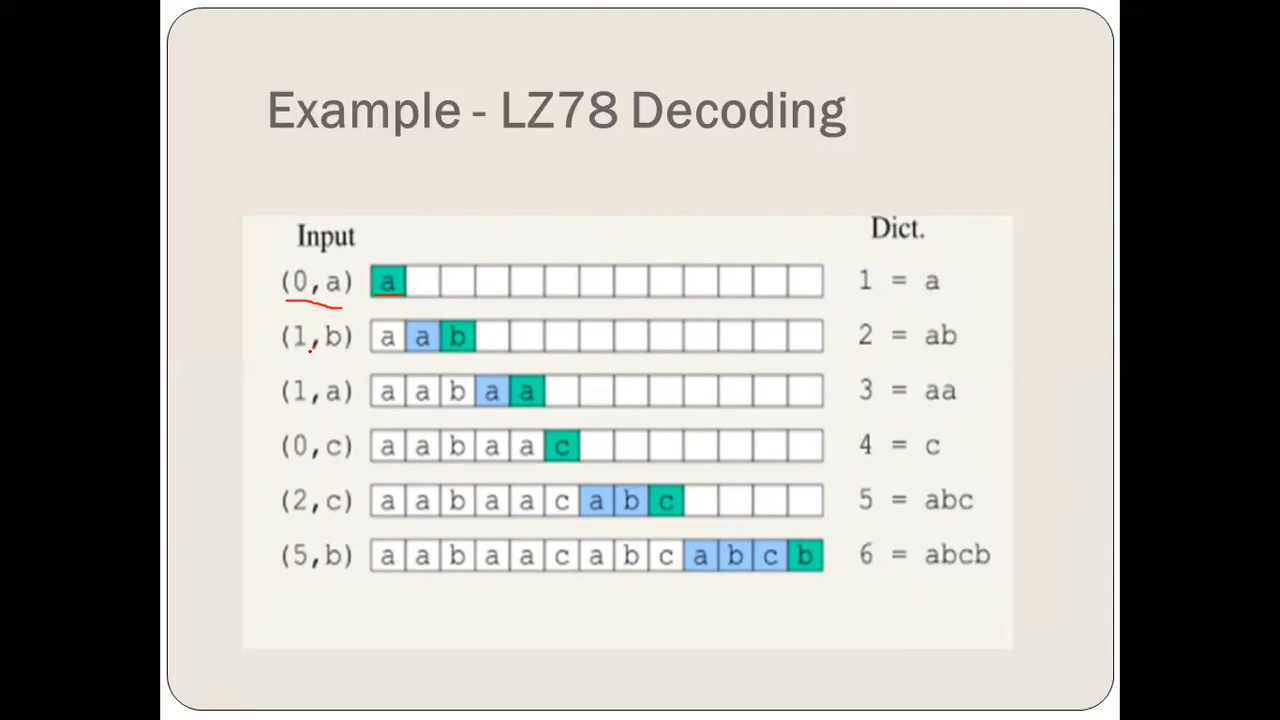 Example - LZ78 Decoding
Input Dict.
(0,a) a 1 = a
(1,b) a a b 2 = ab
(1,a) a a b a a 3 = aa
(0,c) a a b a a c 4 = c
(2,c) a a b a a c a b c 5 = abc
(5,b) a a b a a c a b c a b c b 6 = abcb